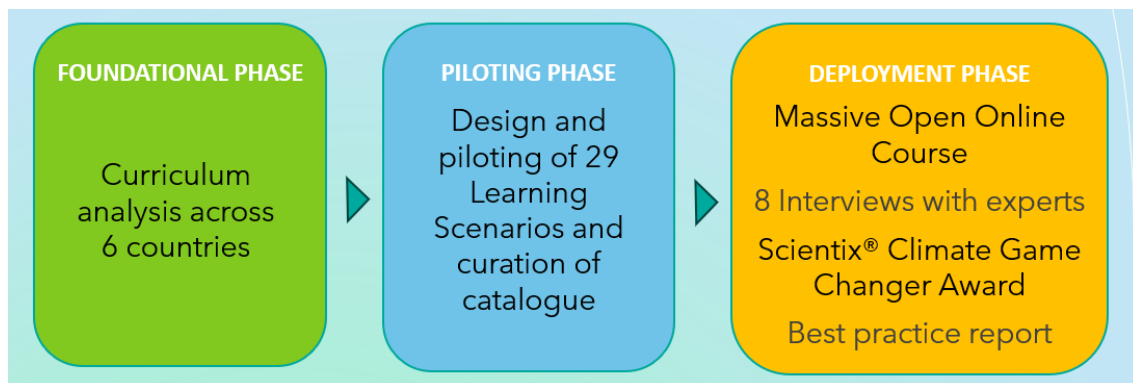 FOUNDATIONAL PHASE
Curriculum
analysis across
6 countries
PILOTING PHASE
Design and
piloting of 29
Learning
Scenarios and
curation of
catalogue
DEPLOYMENT PHASE
Massive Open Online
Course
8 Interviews with experts
Scientix® Climate Game
Changer Award
Best practice report